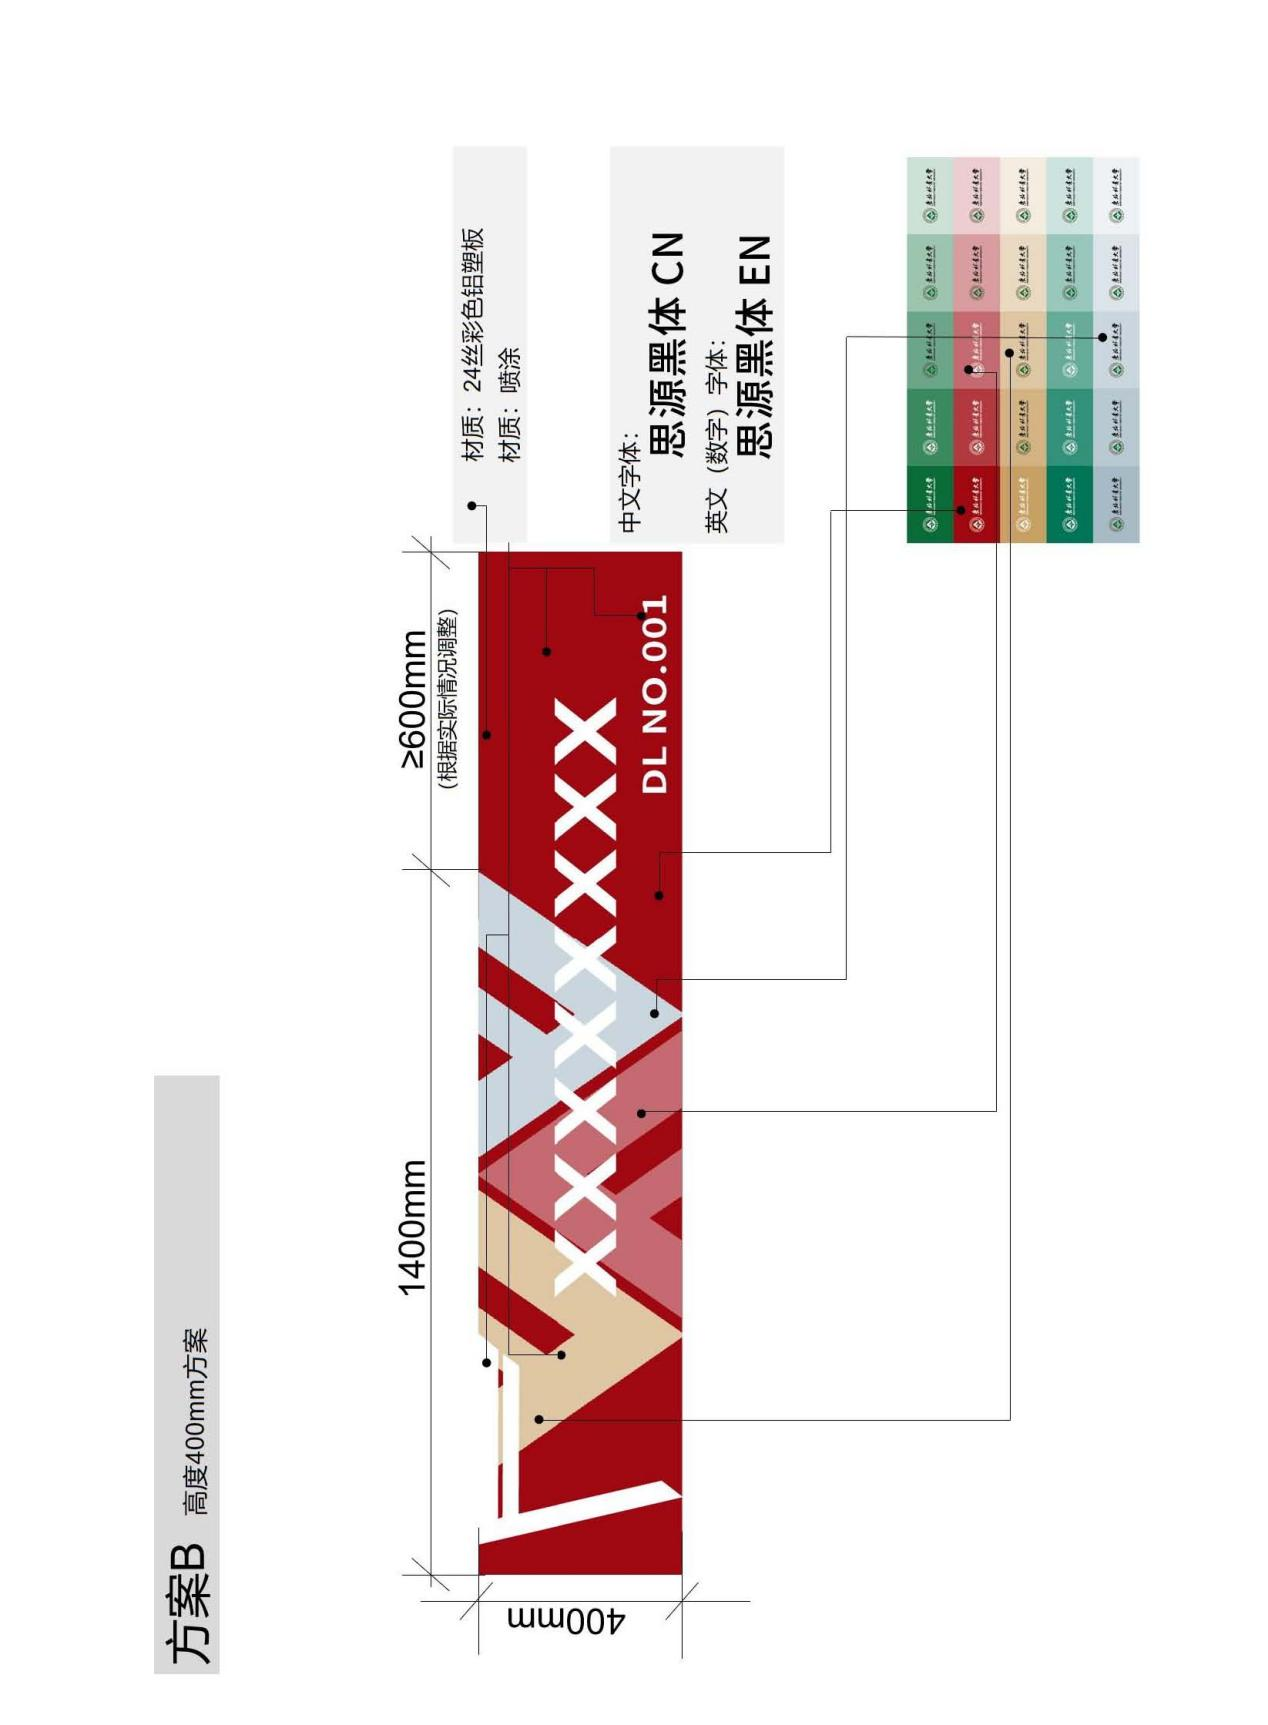 方案B 高度400mm方案
1400mm
≥600mm
(根据实际情况调整)
400mm
XXXXXXXX
DL NO.001
材质：24丝彩色铝塑板
材质：喷涂
中文字体：
思源黑体 CN
英文（数字）字体：
思源黑体 EN